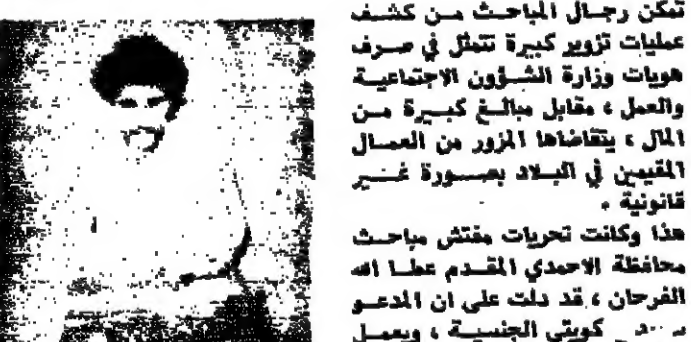 تمكن رجال المباحث من كشف
عمليات تزوير كبيرة تتمثل في صرف
هويات وزارة الشؤون الاجتماعية
والعمل ، مقابل مبالغ كبيرة من
المال ، يتقاضاها المزور من العمال
المقيمين في البلاد بصورة غير
قانونية .
هذا وكانت تحريات مفتش مباحث
محافظة الاحمدي المقدم عطا الله
الفرحان ، قد دلت على ان المدعو
كويتي الجنسية ، ويعمل